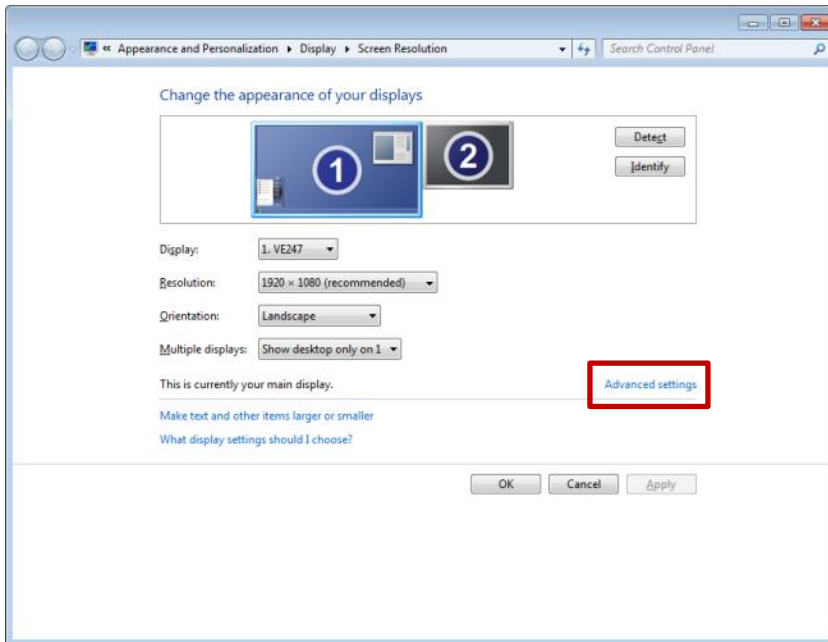 « Appearance and Personalization ▸ Display ▸ Screen Resolution Search Control Panel
Change the appearance of your displays
1 2
Detect
Identify
Display: 1. VE247
Resolution: 1920 × 1080 (recommended)
Orientation: Landscape
Multiple displays: Show desktop only on 1
This is currently your main display. Advanced settings
Make text and other items larger or smaller
What display settings should I choose?
OK Cancel Apply